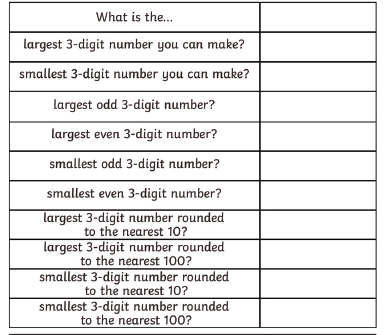 What is the...
largest 3-digit number you can make?
smallest 3-digit number you can make?
largest odd 3-digit number?
largest even 3-digit number?
smallest odd 3-digit number?
smallest even 3-digit number?
largest 3-digit number rounded
to the nearest 10?
largest 3-digit number rounded
to the nearest 100?
smallest 3-digit number rounded
to the nearest 10?
smallest 3-digit number rounded
to the nearest 100?